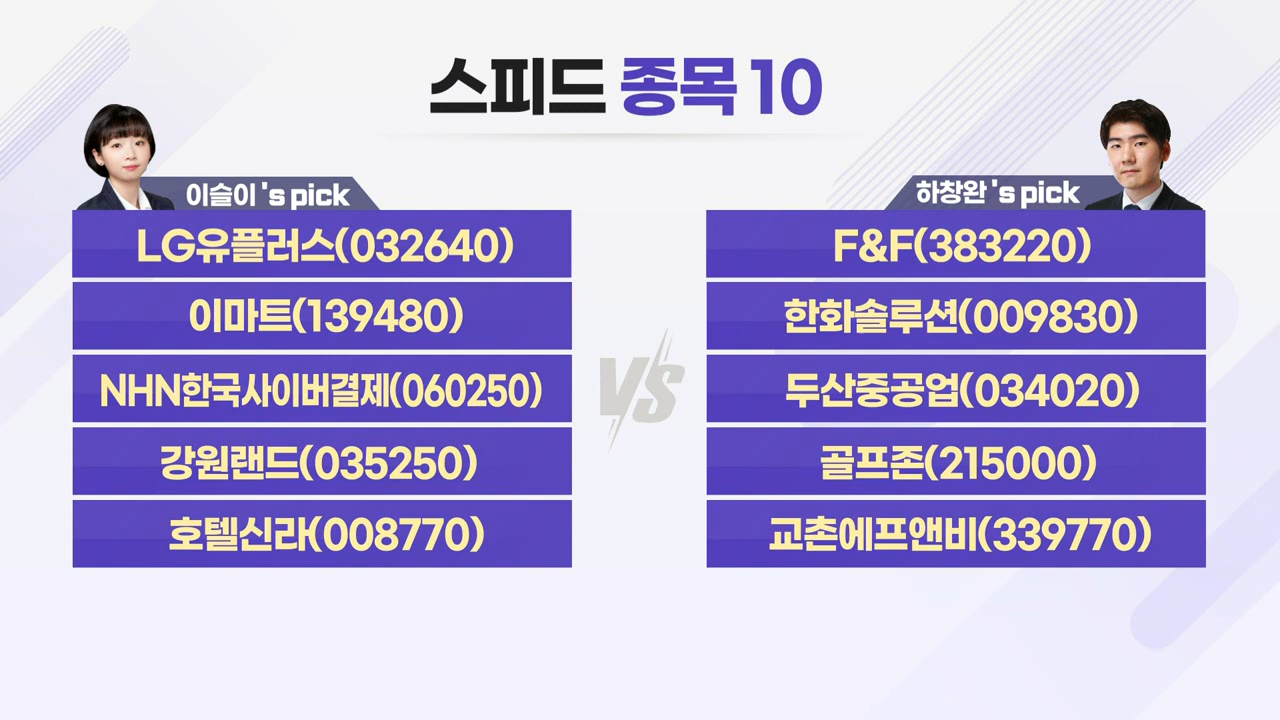 스피드 종목 10
이슬이 's pick
LG유플러스(032640)
이마트(139480)
NHN한국사이버결제(060250)
강원랜드(035250)
호텔신라(008770)
VS
하창완 's pick
F&F(383220)
한화솔루션(009830)
두산중공업(034020)
골프존(215000)
교촌에프앤비(339770)